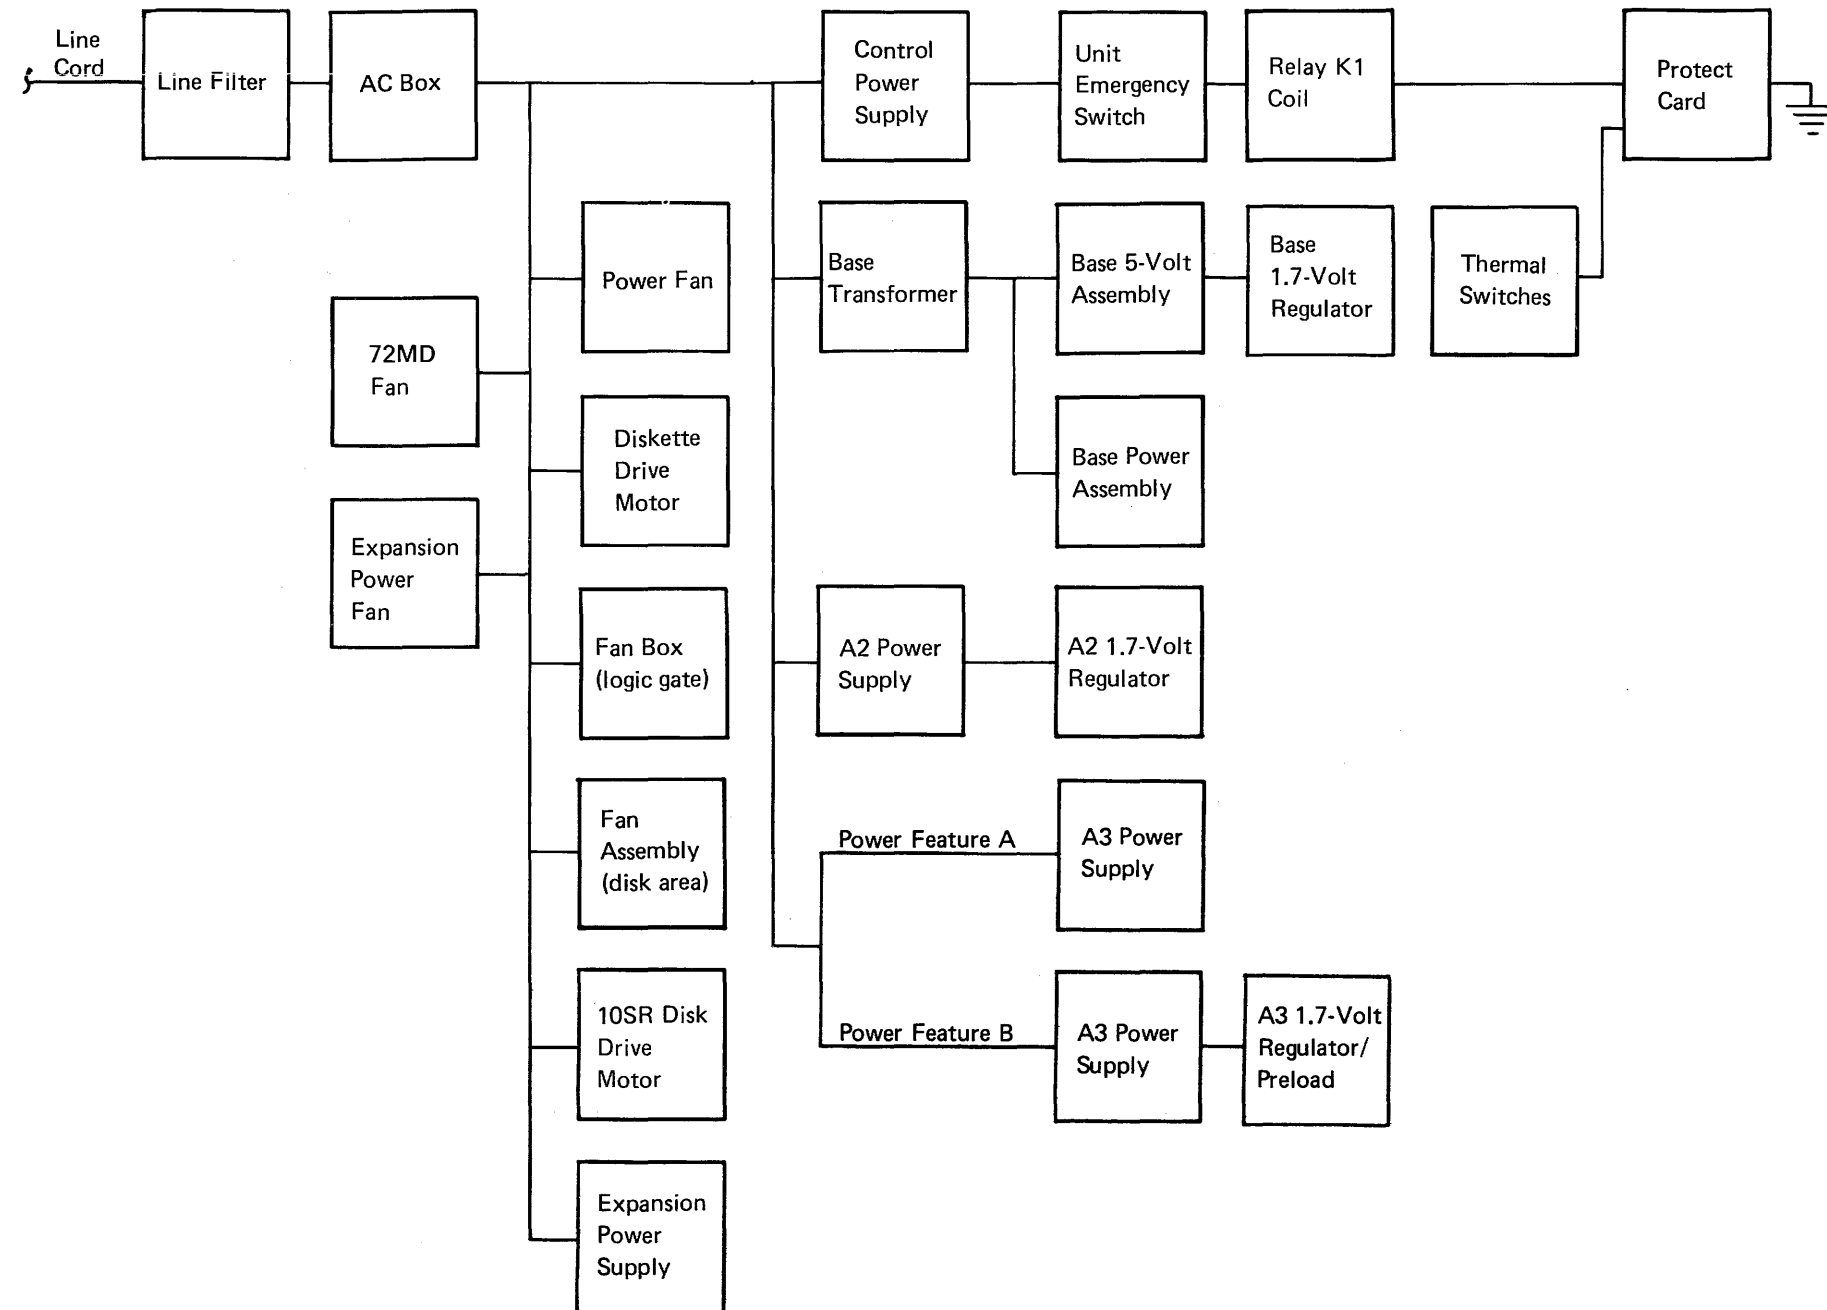 Line
Cord
Line Filter
AC Box
Control
Power
Supply
Unit
Emergency
Switch
Relay K1
Coil
Protect
Card
Power Fan
Base
Transformer
Base 5-Volt
Assembly
Base
1.7-Volt
Regulator
Thermal
Switches
72MD
Fan
Diskette
Drive
Motor
Base Power
Assembly
Expansion
Power
Fan
Fan Box
(logic gate)
A2 Power
Supply
A2 1.7-Volt
Regulator
Fan
Assembly
(disk area)
Power Feature A
A3 Power
Supply
10SR Disk
Drive
Motor
Power Feature B
A3 Power
Supply
A3 1.7-Volt
Regulator/
Preload
Expansion
Power
Supply